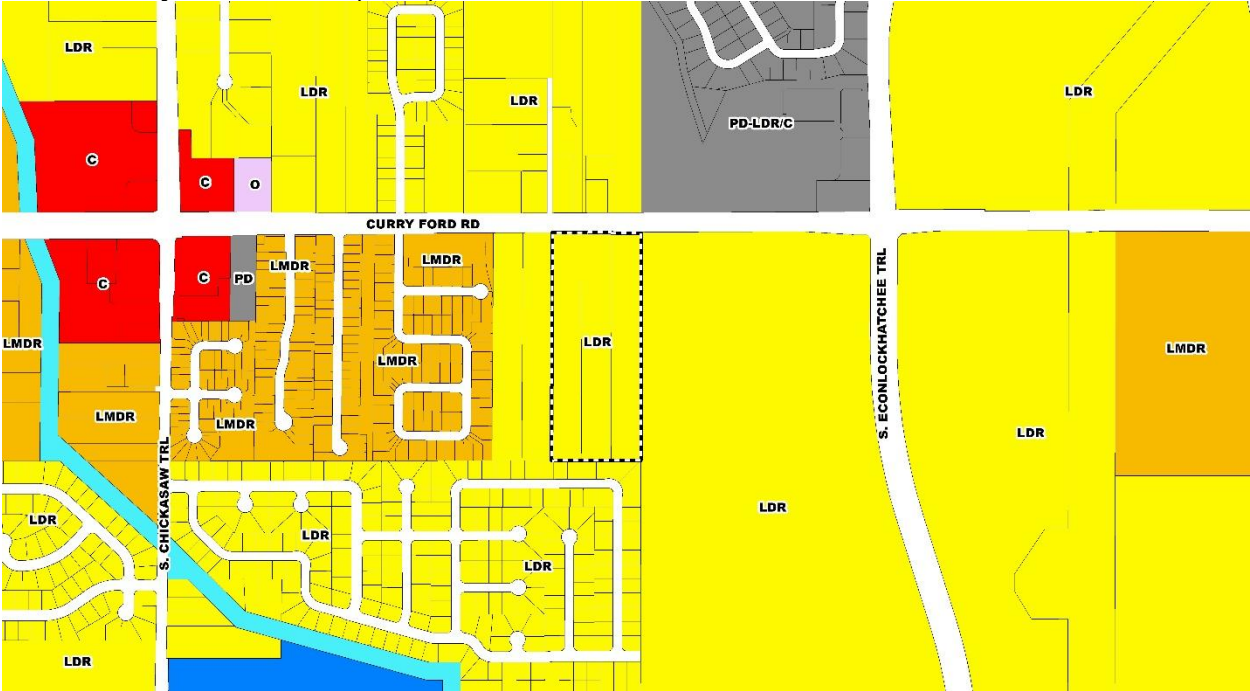 LDR
LDR
LDR
LDR
PD-LDR/C
C
C
O
CURRY FORD RD
LMDR
LMDR
C
C
PD
S. ECONLOCKHATCHEE TRL
LMDR
LDR
LMDR
LMDR
LMDR
LMDR
LDR
S. CHICKASAW TRL
LDR
LDR
LDR
LDR
LDR